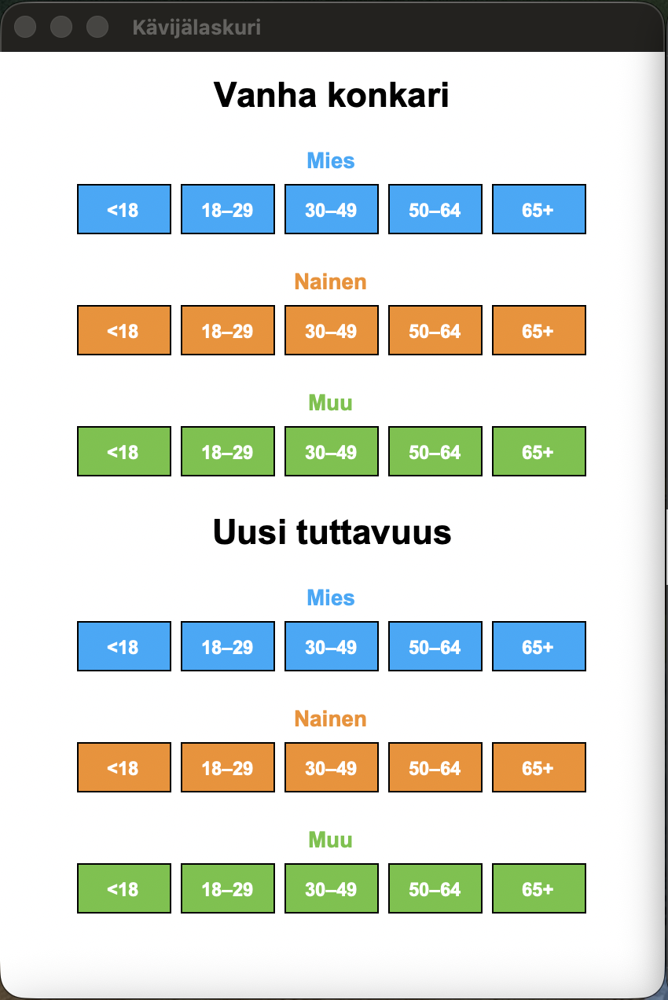 Kävijälaskuri
Vanha konkari
Mies
<18 18–29 30–49 50–64 65+
Nainen
<18 18–29 30–49 50–64 65+
Muu
<18 18–29 30–49 50–64 65+
Uusi tuttavuus
Mies
<18 18–29 30–49 50–64 65+
Nainen
<18 18–29 30–49 50–64 65+
Muu
<18 18–29 30–49 50–64 65+